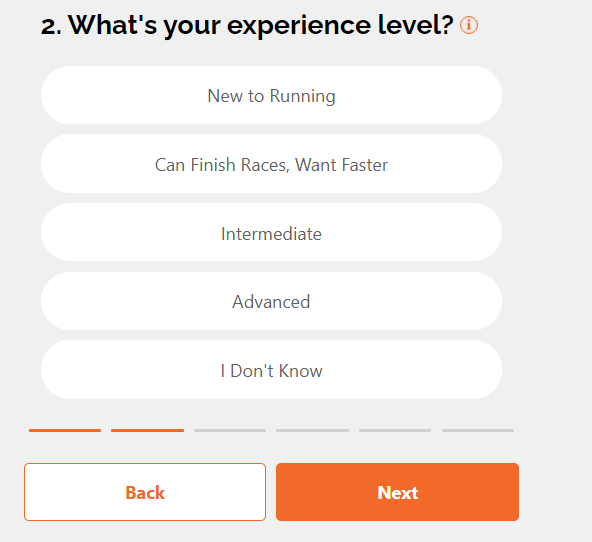 2. What's your experience level?
New to Running
Can Finish Races, Want Faster
Intermediate
Advanced
I Don't Know
Back
Next